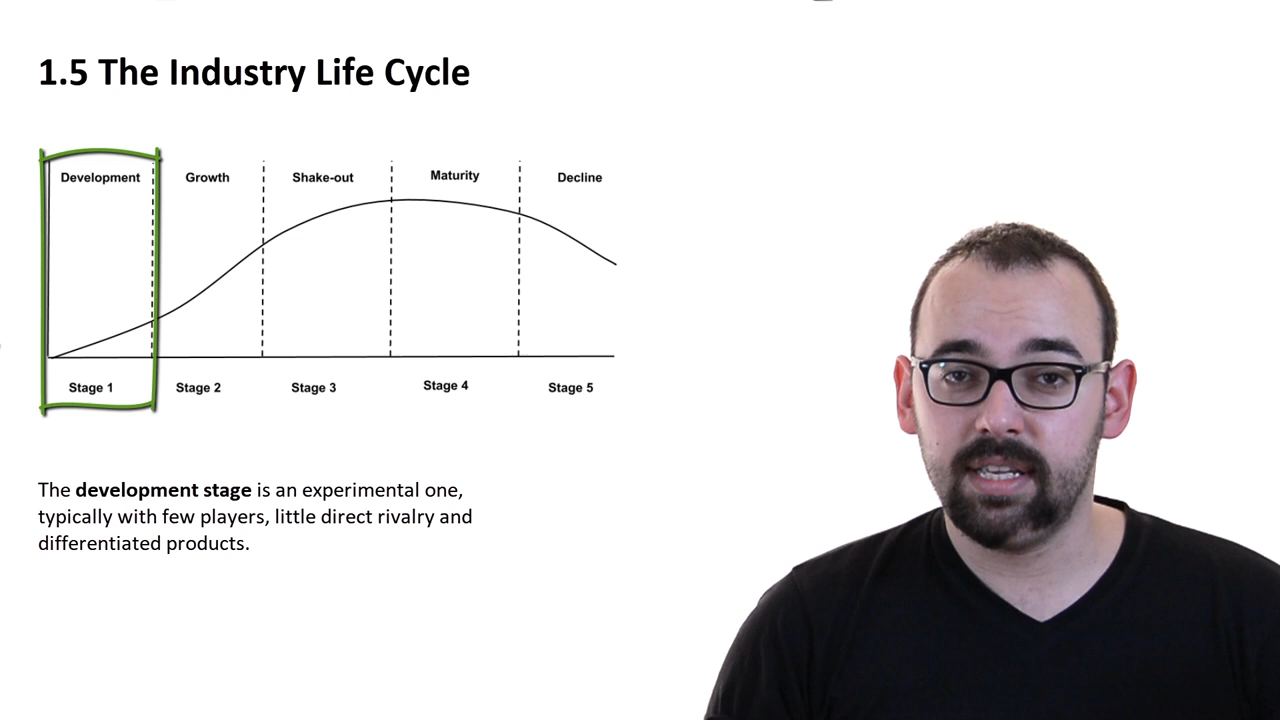 1.5 The Industry Life Cycle
Development Growth Shake-out Maturity Decline
Stage 1 Stage 2 Stage 3 Stage 4 Stage 5
The development stage is an experimental one,
typically with few players, little direct rivalry and
differentiated products.